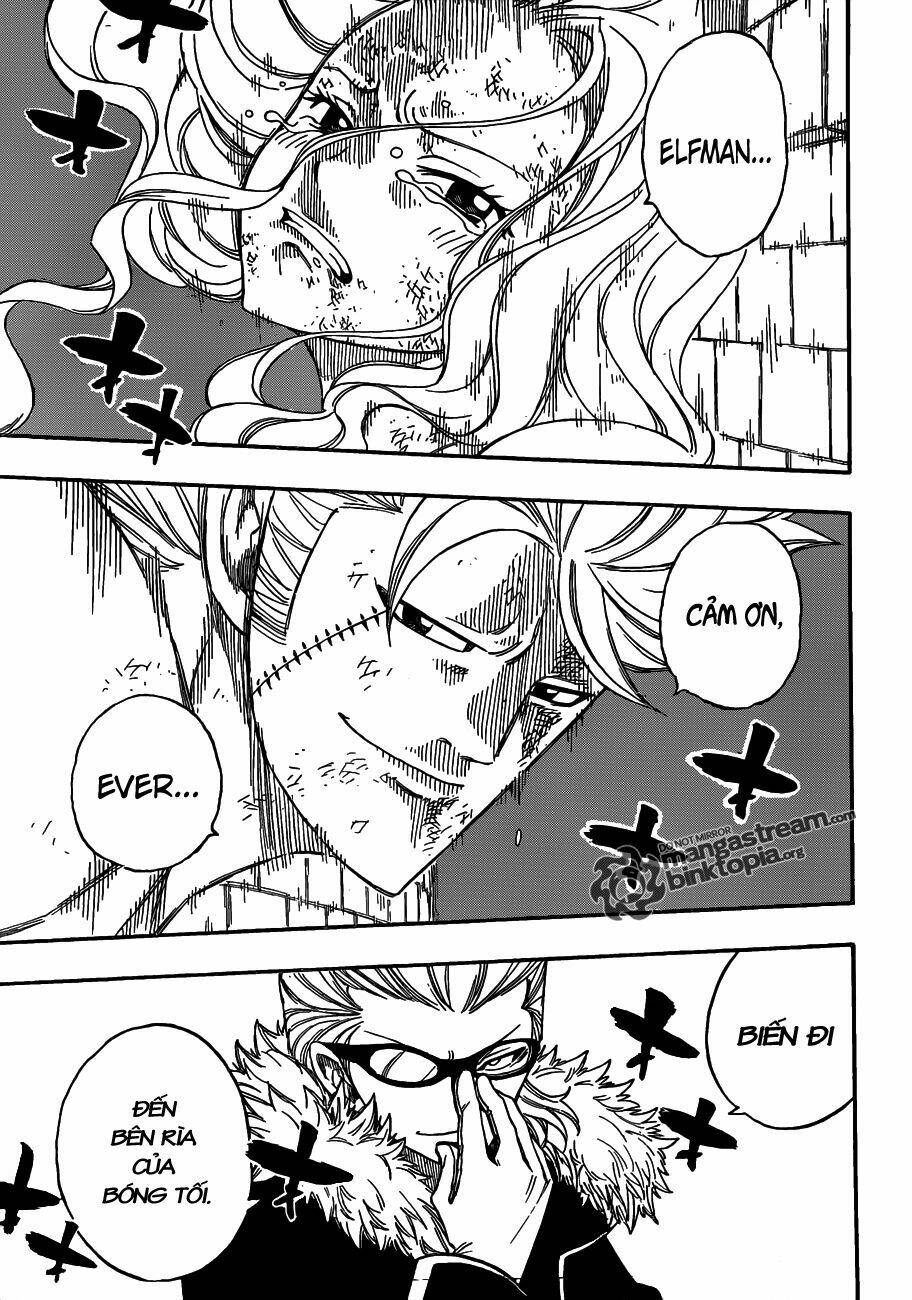 ELFMAN...
CẢM ƠN,
EVER...
DO NOT MIRROR
mangastream.com
binktopia.org
BIẾN ĐI
ĐẾN
BÊN RÌA
CỦA
BÓNG TỐI.